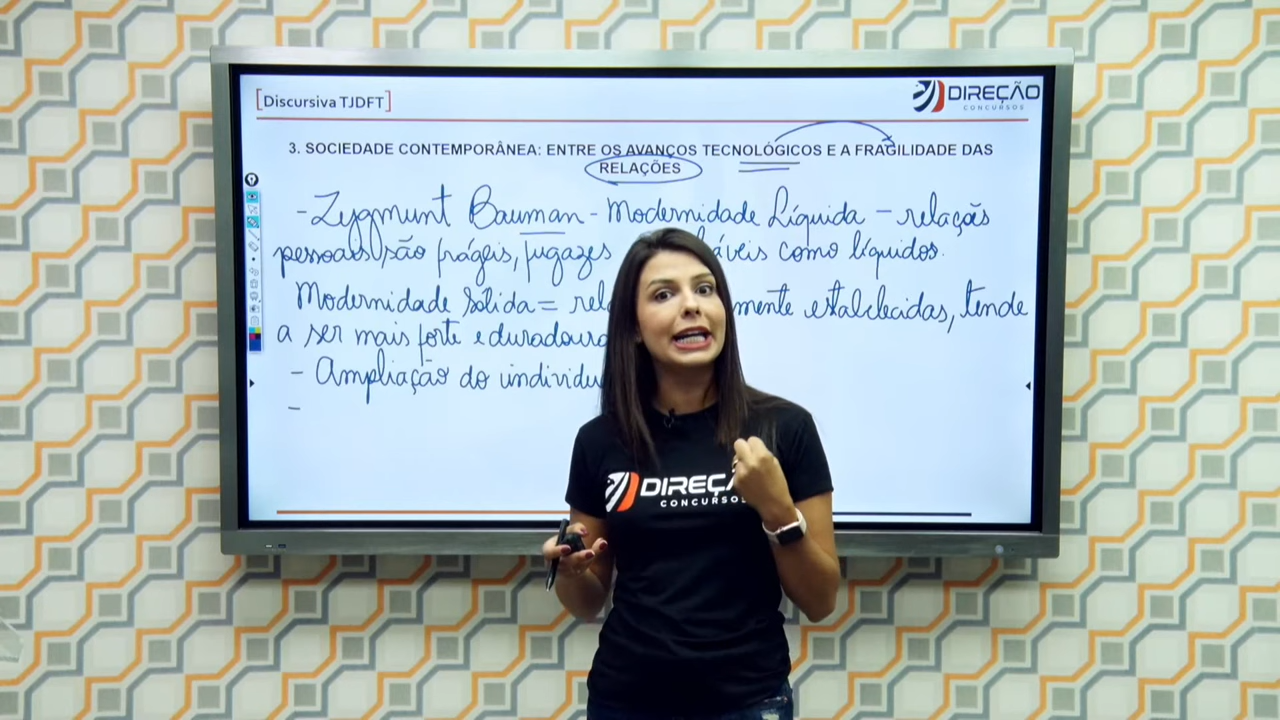 [Discursiva TJDFT]
DIREÇÃO
CONCURSOS
3. SOCIEDADE CONTEMPORÂNEA: ENTRE OS AVANÇOS TECNOLÓGICOS E A FRAGILIDADE DAS
RELAÇÕES
- Zygmunt Bauman - Modernidade Líquida - relações
pessoais são frágeis, fugazes áveis como líquidos.
Modernidade Sólida = rela mente estabelecidas, tende
a ser mais forte e duradoura
- Ampliação do individu
-
DIREÇÃ
CONCURSOS